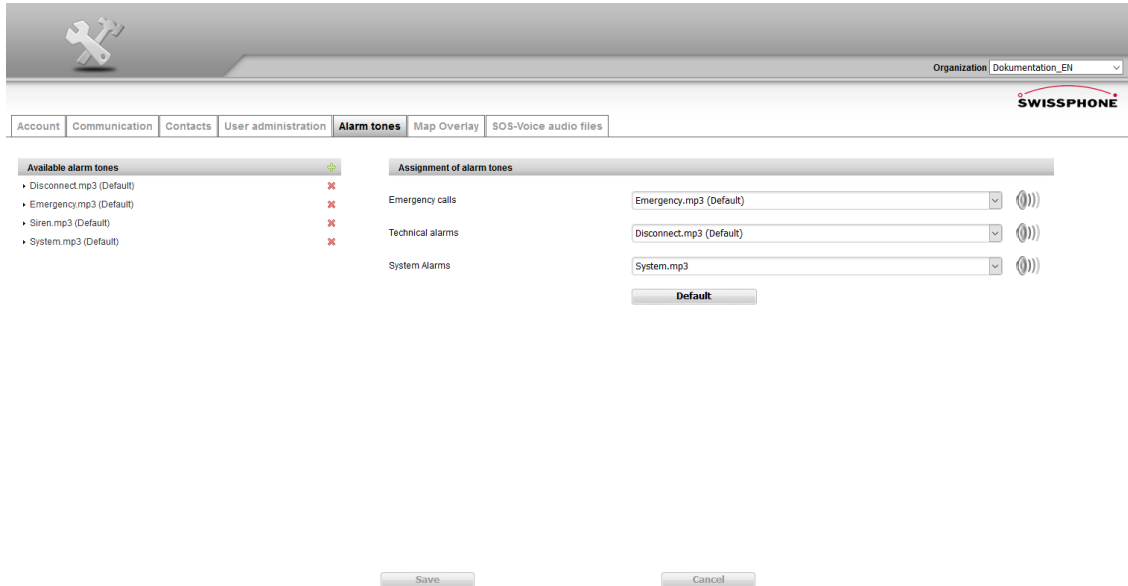 Organization Dokumentation_EN
SWISSPHONE
Account Communication Contacts User administration Alarm tones Map Overlay SOS-Voice audio files
Available alarm tones
Disconnect.mp3 (Default)
Emergency.mp3 (Default)
Siren.mp3 (Default)
System.mp3 (Default)
Assignment of alarm tones
Emergency calls Emergency.mp3 (Default)
Technical alarms Disconnect.mp3 (Default)
System Alarms System.mp3
Default
Save Cancel